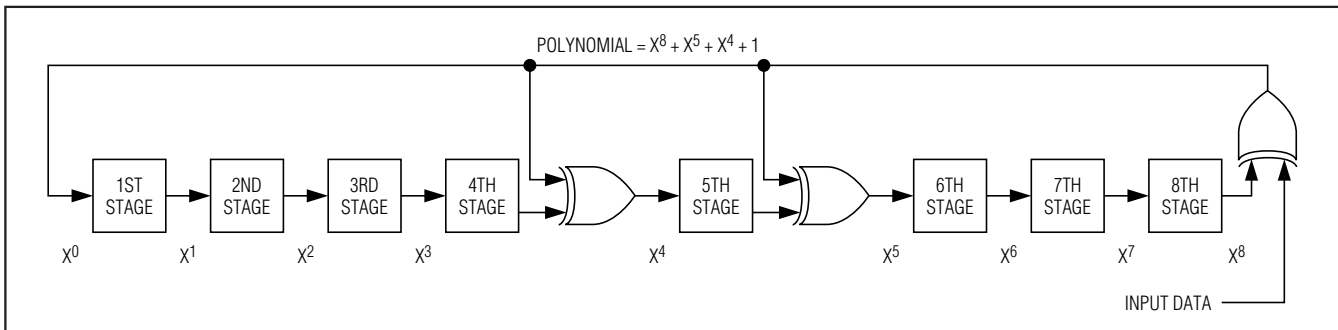 POLYNOMIAL = X⁸ + X⁵ + X⁴ + 1
1ST
STAGE
2ND
STAGE
3RD
STAGE
4TH
STAGE
5TH
STAGE
6TH
STAGE
7TH
STAGE
8TH
STAGE
X⁰ X¹ X² X³ X⁴ X⁵ X⁶ X⁷ X⁸
INPUT DATA